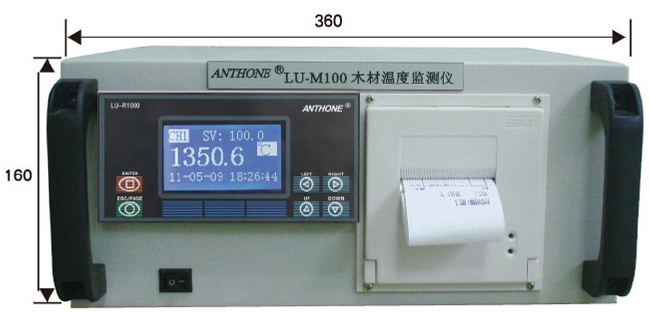 360
160
ANTHONE® LU-M100 木材温度监测仪
LU-R1000
ANTHONE®
CH1 SV: 100.0
1350.6 ℃
11-05-09 18:26:44
ENTER
ESC/PAGE
LEFT RIGHT
UP DOWN